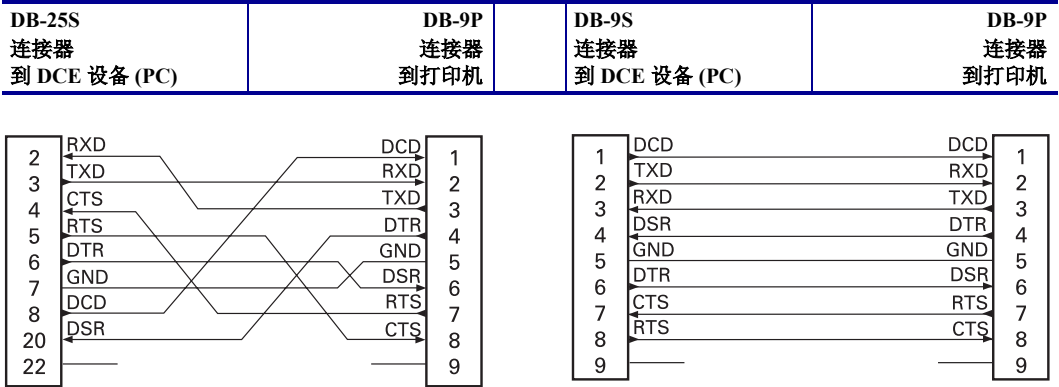 DB-25S
连接器
到 DCE 设备 (PC)
DB-9P
连接器
到打印机
DB-9S
连接器
到 DCE 设备 (PC)
DB-9P
连接器
到打印机
2 RXD DCD 1
3 TXD RXD 2
4 CTS TXD 3
5 RTS DTR 4
6 DTR GND 5
7 GND DSR 6
8 DCD RTS 7
20 DSR CTS 8
22 9
1 DCD DCD 1
2 TXD RXD 2
3 RXD TXD 3
4 DSR DTR 4
5 GND GND 5
6 DTR DSR 6
7 CTS RTS 7
8 RTS CTS 8
9 9